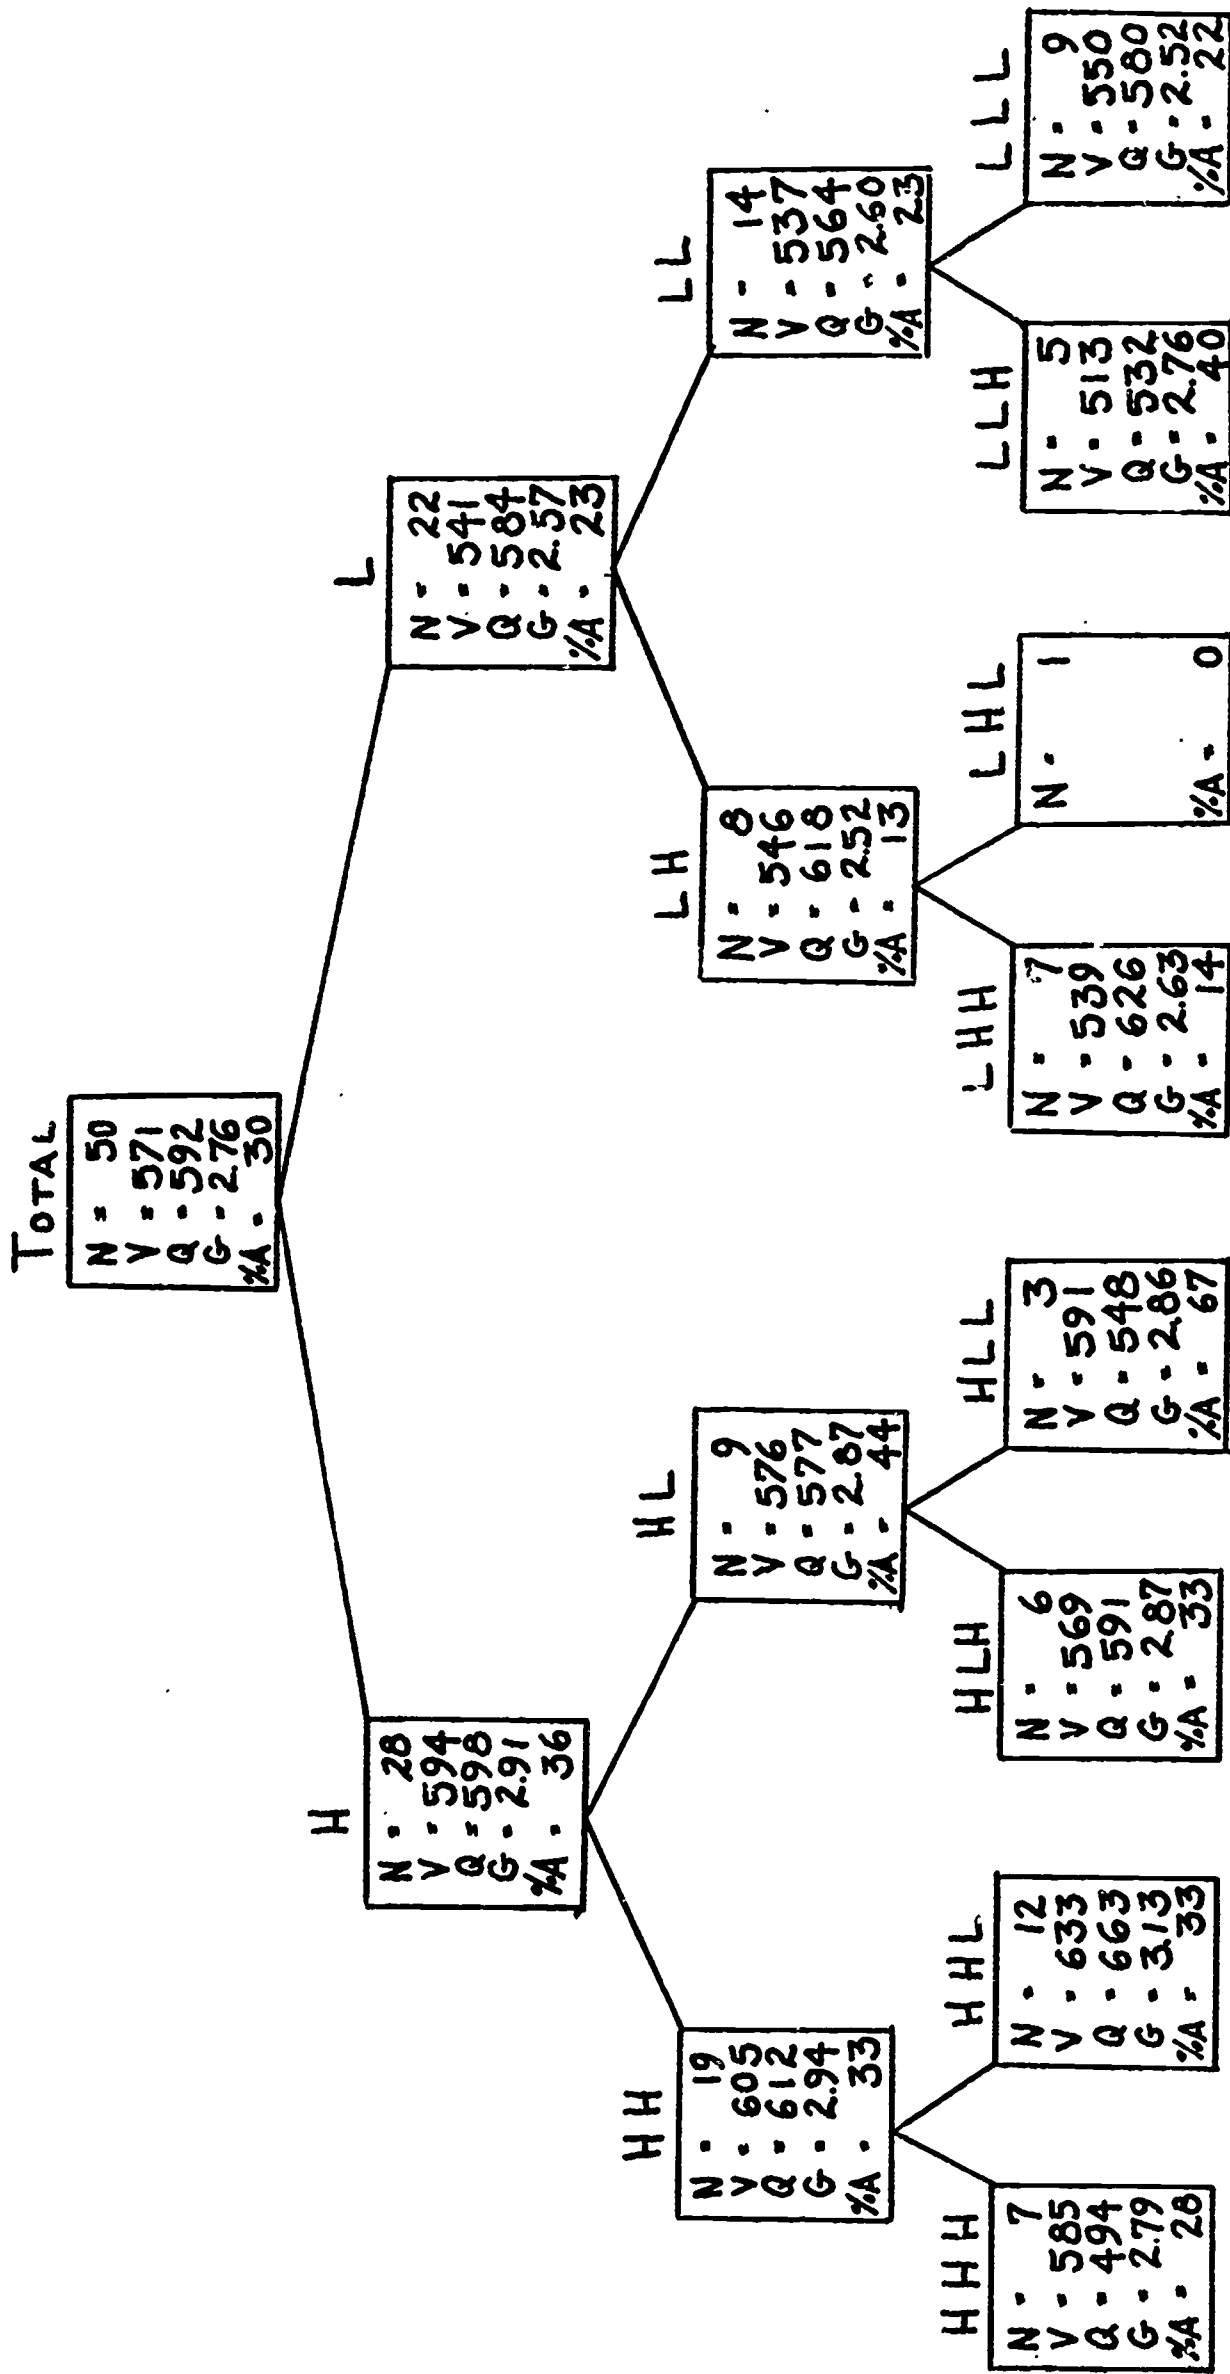 TOTAL
N = 50
V = 571
Q = 592
G = 2.76
%A = 30
H
N = 28
V = 594
Q = 598
G = 2.91
%A = 36
L
N = 22
V = 541
Q = 584
G = 2.57
%A = 23
HH
N = 19
V = 605
Q = 612
G = 2.94
%A = 33
HL
N = 9
V = 576
Q = 577
G = 2.87
%A = 44
LH
N = 8
V = 546
Q = 618
G = 2.52
%A = 13
LL
N = 14
V = 537
Q = 564
G = 2.60
%A = 23
HHH
N = 7
V = 585
Q = 494
G = 2.79
%A = 28
HHL
N = 12
V = 633
Q = 663
G = 3.13
%A = 33
HLH
N = 6
V = 569
Q = 591
G = 2.87
%A = 33
HLL
N = 3
V = 591
Q = 548
G = 2.86
%A = 67
LHH
N = 7
V = 539
Q = 626
G = 2.63
%A = 14
LHL
N = 1
%A = 0
LLH
N = 5
V = 513
Q = 532
G = 2.76
%A = 40
LLL
N = 9
V = 550
Q = 580
G = 2.52
%A = 22